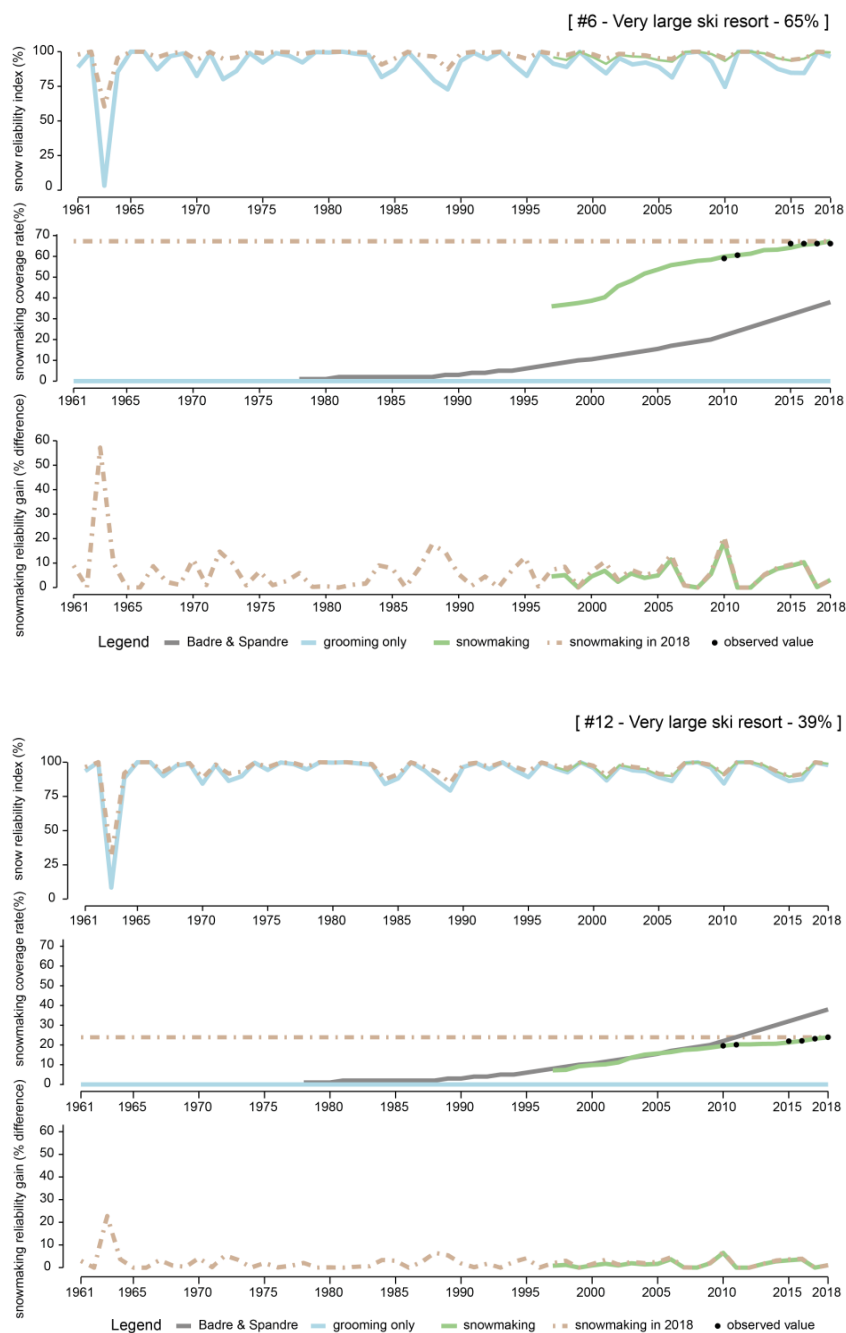 [ #6 - Very large ski resort - 65% ]
snow reliability index (%)
100
75
50
25
0
1961 1965 1970 1975 1980 1985 1990 1995 2000 2005 2010 2015 2018
snowmaking coverage rate(%)
70
60
50
40
30
20
10
0
1961 1965 1970 1975 1980 1985 1990 1995 2000 2005 2010 2015 2018
snowmaking reliability gain (% difference)
60
50
40
30
20
10
0
1961 1965 1970 1975 1980 1985 1990 1995 2000 2005 2010 2015 2018
Legend Badre & Spandre grooming only snowmaking snowmaking in 2018 observed value
[ #12 - Very large ski resort - 39% ]
snow reliability index (%)
100
75
50
25
0
1961 1965 1970 1975 1980 1985 1990 1995 2000 2005 2010 2015 2018
snowmaking coverage rate(%)
70
60
50
40
30
20
10
0
1961 1965 1970 1975 1980 1985 1990 1995 2000 2005 2010 2015 2018
snowmaking reliability gain (% difference)
60
50
40
30
20
10
0
1961 1965 1970 1975 1980 1985 1990 1995 2000 2005 2010 2015 2018
Legend Badre & Spandre grooming only snowmaking snowmaking in 2018 observed value